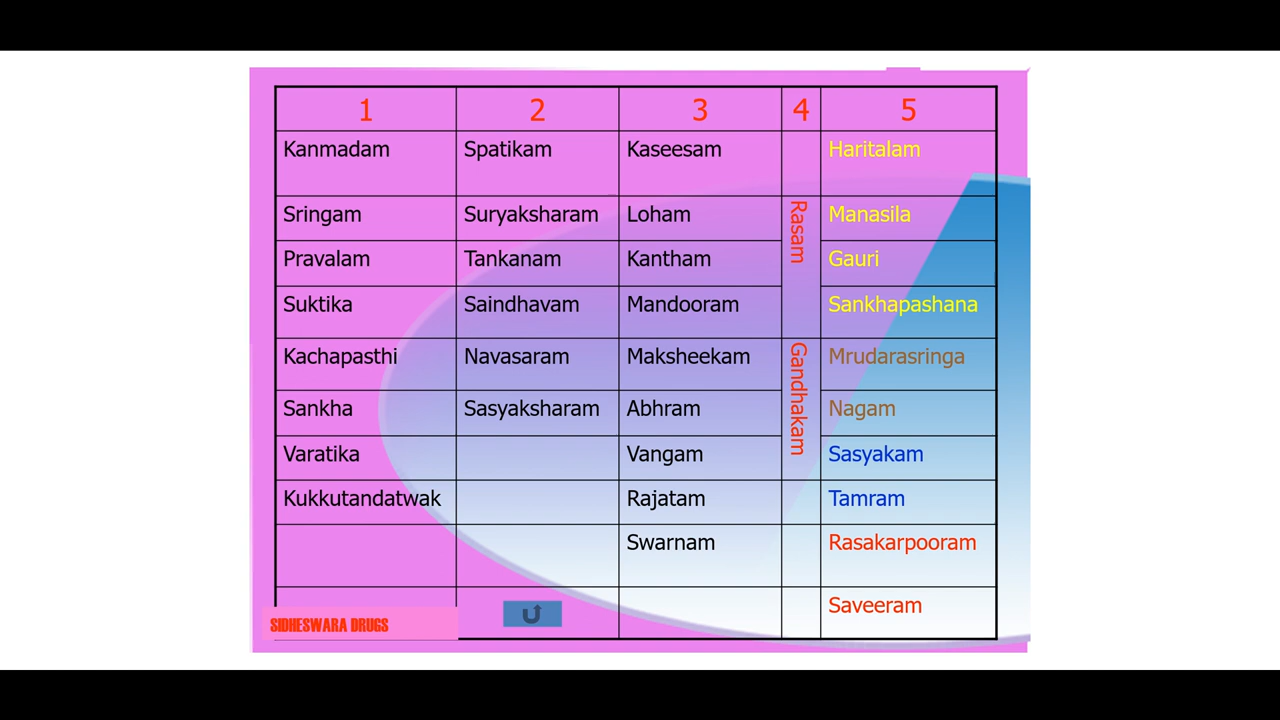 1 2 3 4 5
Kanmadam Spatikam Kaseesam Haritalam
Sringam Suryaksharam Loham Rasam Manasila
Pravalam Tankanam Kantham Gauri
Suktika Saindhavam Mandooram Sankhapashana
Kachapasthi Navasaram Maksheekam Gandhakam Mrudarasringa
Sankha Sasyaksharam Abhram Nagam
Varatika Vangam Sasyakam
Kukkutandatwak Rajatam Tamram
Swarnam Rasakarpooram
Saveeram
SIDHESWARA DRUGS